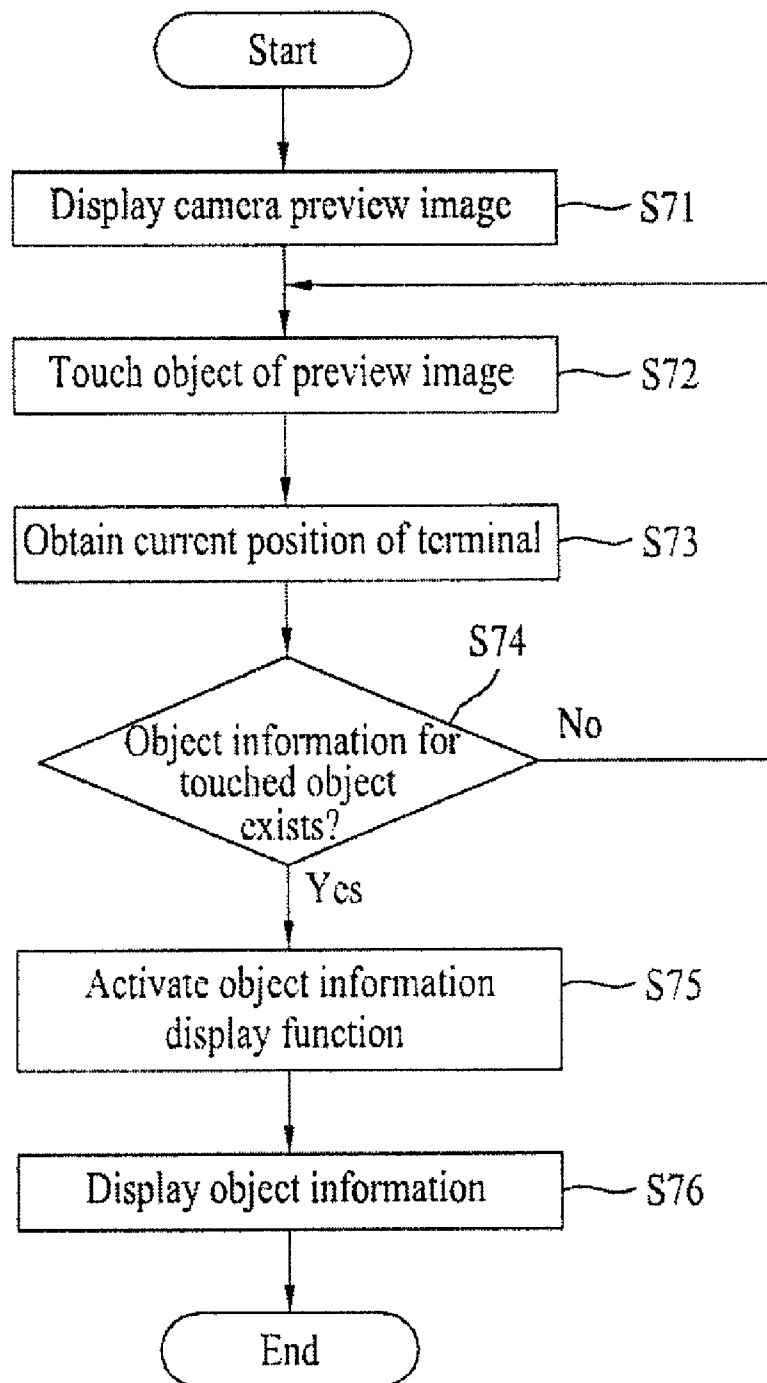 Start
Display camera preview image
S71
Touch object of preview image
S72
Obtain current position of terminal
S73
S74
Object information for
touched object
exists?
No
Yes
Activate object information
display function
S75
Display object information
S76
End